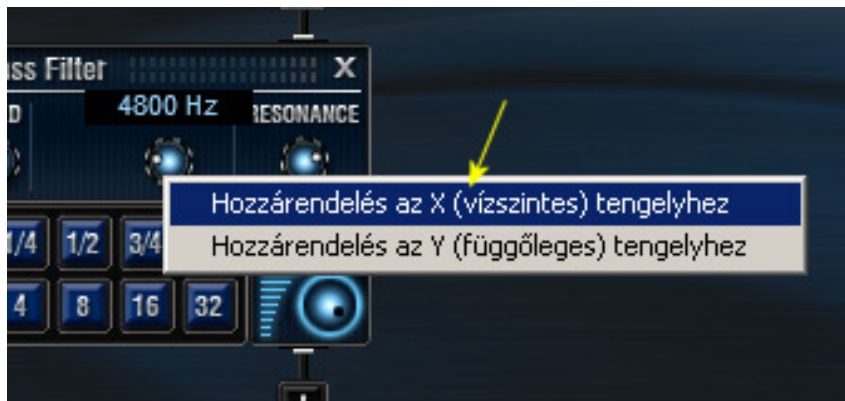 Filter X
4800 Hz
RESONANCE
Hozzárendelés az X (vízszintes) tengelyhez
1/4 1/2 3/4
Hozzárendelés az Y (függőleges) tengelyhez
4 8 16 32